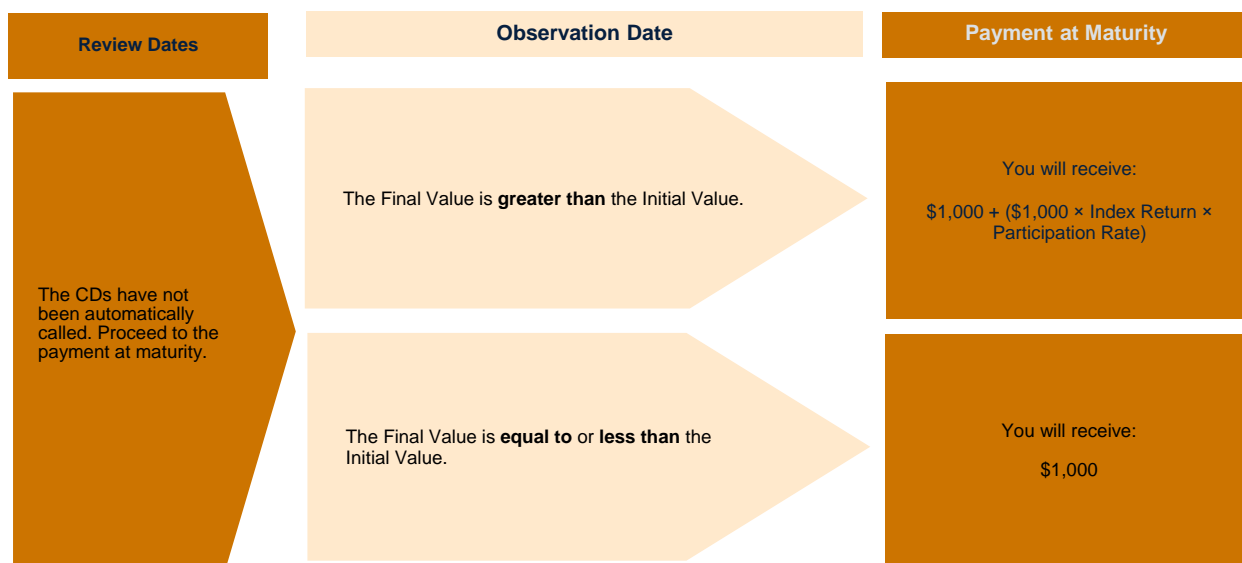 Review Dates
Observation Date
Payment at Maturity
The CDs have not
been automatically
called. Proceed to the
payment at maturity.
The Final Value is greater than the Initial Value.
You will receive:
$1,000 + ($1,000 × Index Return ×
Participation Rate)
The Final Value is equal to or less than the
Initial Value.
You will receive:
$1,000